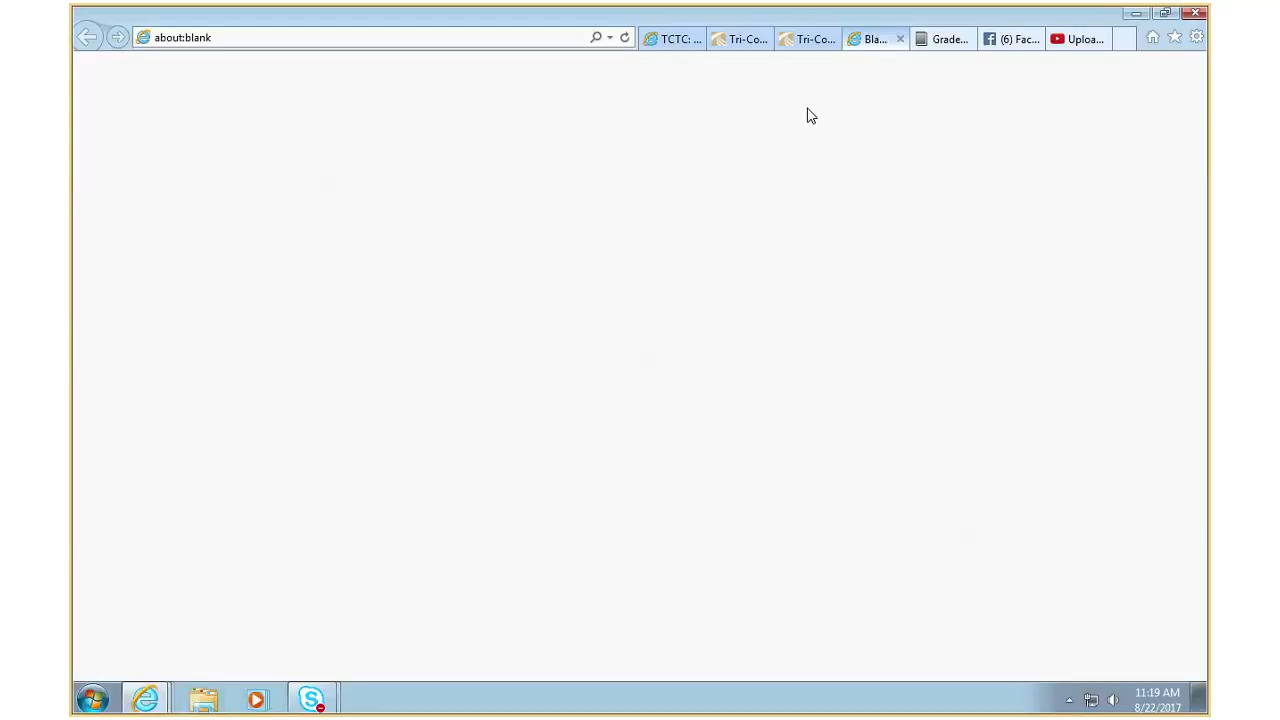 about:blank
TCTC: ...
Tri-Co...
Tri-Co...
Bla...
Grade...
(6) Fac...
Uploa...
11:19 AM
8/22/2017